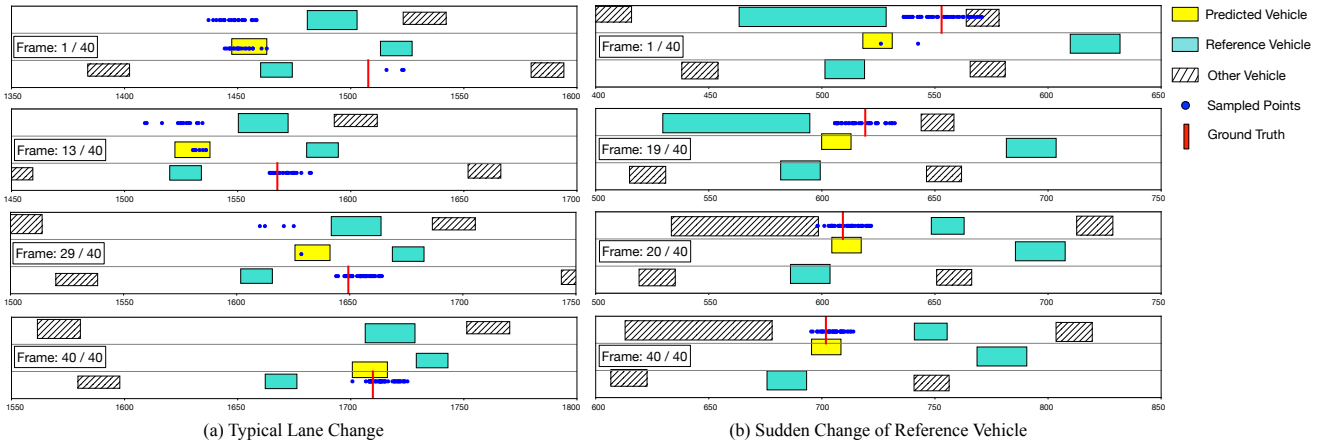 Frame: 1 / 40
1350 1400 1450 1500 1550 1600
Frame: 13 / 40
1450 1500 1550 1600 1650 1700
Frame: 29 / 40
1500 1550 1600 1650 1700 1750
Frame: 40 / 40
1550 1600 1650 1700 1750 1800
(a) Typical Lane Change
Frame: 1 / 40
400 450 500 550 600 650
Frame: 19 / 40
500 550 600 650 700 750
Frame: 20 / 40
500 550 600 650 700 750
Frame: 40 / 40
600 650 700 750 800 850
(b) Sudden Change of Reference Vehicle
Predicted Vehicle
Reference Vehicle
Other Vehicle
Sampled Points
Ground Truth